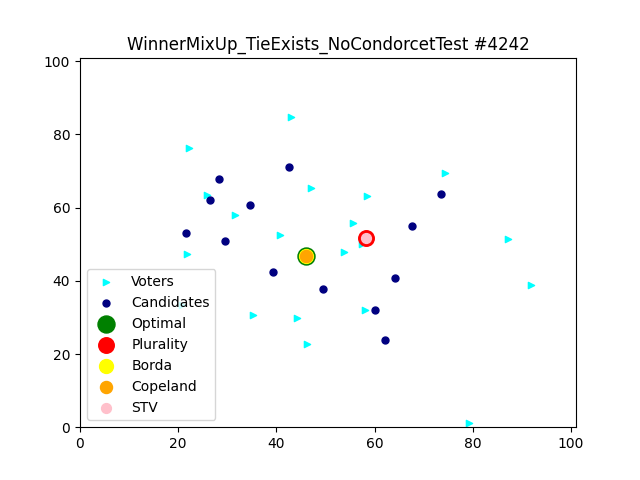 WinnerMixUp_TieExists_NoCondorcetTest #4242
100
80
60
40
20
0
0 20 40 60 80 100
Voters
Candidates
Optimal
Plurality
Borda
Copeland
STV